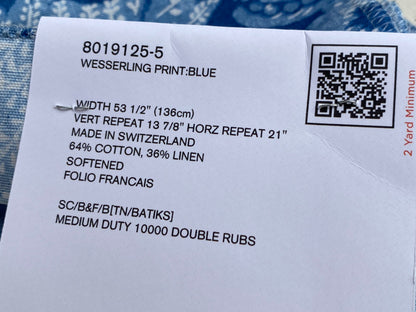 8019125-5
WESSERLING PRINT:BLUE
WIDTH 53 1/2" (136cm)
VERT REPEAT 13 7/8" HORZ REPEAT 21"
MADE IN SWITZERLAND
64% COTTON, 36% LINEN
SOFTENED
FOLIO FRANCAIS
SC/B&F/B[TN/BATIKS]
MEDIUM DUTY 10000 DOUBLE RUBS
2 Yard Minimum